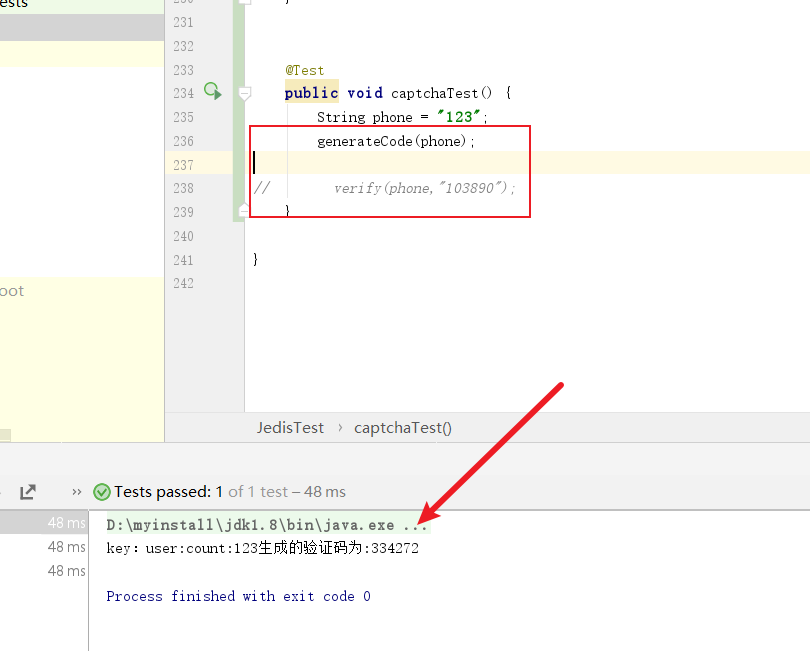 ests
231
232
233 @Test
234 public void captchaTest() {
235 String phone = "123";
236 generateCode(phone);
237
238 // verify(phone,"103890");
239 }
240
241 }
242
oot
JedisTest › captchaTest()
» Tests passed: 1 of 1 test – 48 ms
48 ms D:\myinstall\jdk1.8\bin\java.exe ...
48 ms key：user:count:123生成的验证码为:334272
48 ms
Process finished with exit code 0